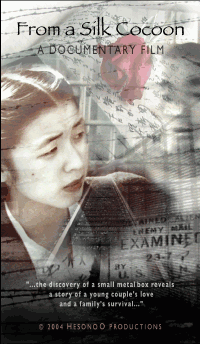 From a Silk Cocoon
A DOCUMENTARY FILM
ENEMY MAIL
EXAMINED
23-7
BY
U.S.
"...the discovery of a small metal box reveals
a story of a young couple's love
and a family's survival..."
© 2004 HESONO O PRODUCTIONS